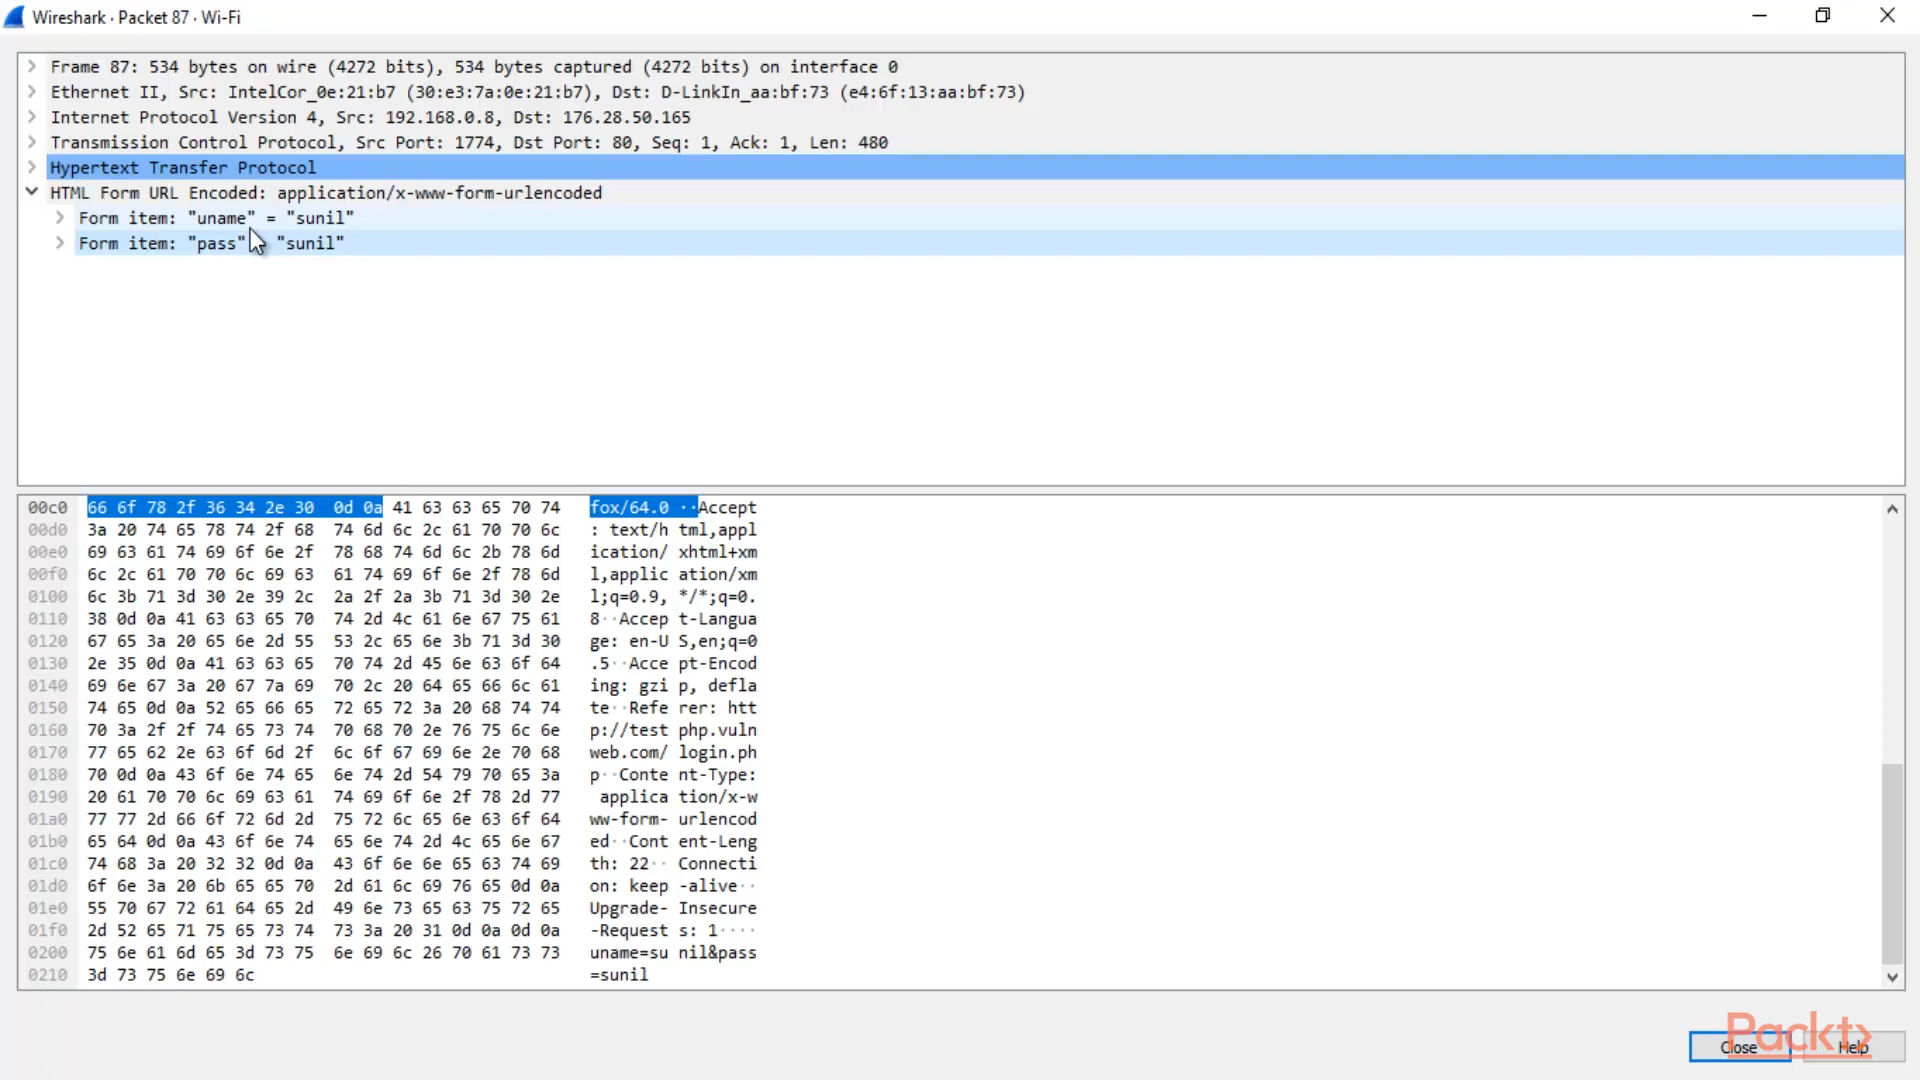 Wireshark · Packet 87 · Wi-Fi
Frame 87: 534 bytes on wire (4272 bits), 534 bytes captured (4272 bits) on interface 0
Ethernet II, Src: IntelCor_0e:21:b7 (30:e3:7a:0e:21:b7), Dst: D-LinkIn_aa:bf:73 (e4:6f:13:aa:bf:73)
Internet Protocol Version 4, Src: 192.168.0.8, Dst: 176.28.50.165
Transmission Control Protocol, Src Port: 1774, Dst Port: 80, Seq: 1, Ack: 1, Len: 480
Hypertext Transfer Protocol
HTML Form URL Encoded: application/x-www-form-urlencoded
Form item: "uname" = "sunil"
Form item: "pass" "sunil"
00c0 66 6f 78 2f 36 34 2e 30 0d 0a 41 63 63 65 70 74 fox/64.0 ··Accept
00d0 3a 20 74 65 78 74 2f 68 74 6d 6c 2c 61 70 70 6c : text/h tml,appl
00e0 69 63 61 74 69 6f 6e 2f 78 68 74 6d 6c 2b 78 6d ication/ xhtml+xm
00f0 6c 2c 61 70 70 6c 69 63 61 74 69 6f 6e 2f 78 6d l,applic ation/xm
0100 6c 3b 71 3d 30 2e 39 2c 2a 2f 2a 3b 71 3d 30 2e l;q=0.9, */*;q=0.
0110 38 0d 0a 41 63 63 65 70 74 2d 4c 61 6e 67 75 61 8··Accep t-Langua
0120 67 65 3a 20 65 6e 2d 55 53 2c 65 6e 3b 71 3d 30 ge: en-U S,en;q=0
0130 2e 35 0d 0a 41 63 63 65 70 74 2d 45 6e 63 6f 64 .5··Acce pt-Encod
0140 69 6e 67 3a 20 67 7a 69 70 2c 20 64 65 66 6c 61 ing: gzi p, defla
0150 74 65 0d 0a 52 65 66 65 72 65 72 3a 20 68 74 74 te··Refe rer: htt
0160 70 3a 2f 2f 74 65 73 74 70 68 70 2e 76 75 6c 6e p://test php.vuln
0170 77 65 62 2e 63 6f 6d 2f 6c 6f 67 69 6e 2e 70 68 web.com/ login.ph
0180 70 0d 0a 43 6f 6e 74 65 6e 74 2d 54 79 70 65 3a p··Conte nt-Type:
0190 20 61 70 70 6c 69 63 61 74 69 6f 6e 2f 78 2d 77 applica tion/x-w
01a0 77 77 2d 66 6f 72 6d 2d 75 72 6c 65 6e 63 6f 64 ww-form- urlencod
01b0 65 64 0d 0a 43 6f 6e 74 65 6e 74 2d 4c 65 6e 67 ed··Cont ent-Leng
01c0 74 68 3a 20 32 32 0d 0a 43 6f 6e 6e 65 63 74 69 th: 22·· Connecti
01d0 6f 6e 3a 20 6b 65 65 70 2d 61 6c 69 76 65 0d 0a on: keep -alive··
01e0 55 70 67 72 61 64 65 2d 49 6e 73 65 63 75 72 65 Upgrade- Insecure
01f0 2d 52 65 71 75 65 73 74 73 3a 20 31 0d 0a 0d 0a -Request s: 1····
0200 75 6e 61 6d 65 3d 73 75 6e 69 6c 26 70 61 73 73 uname=su nil&pass
0210 3d 73 75 6e 69 6c =sunil
Packt>
Close Help